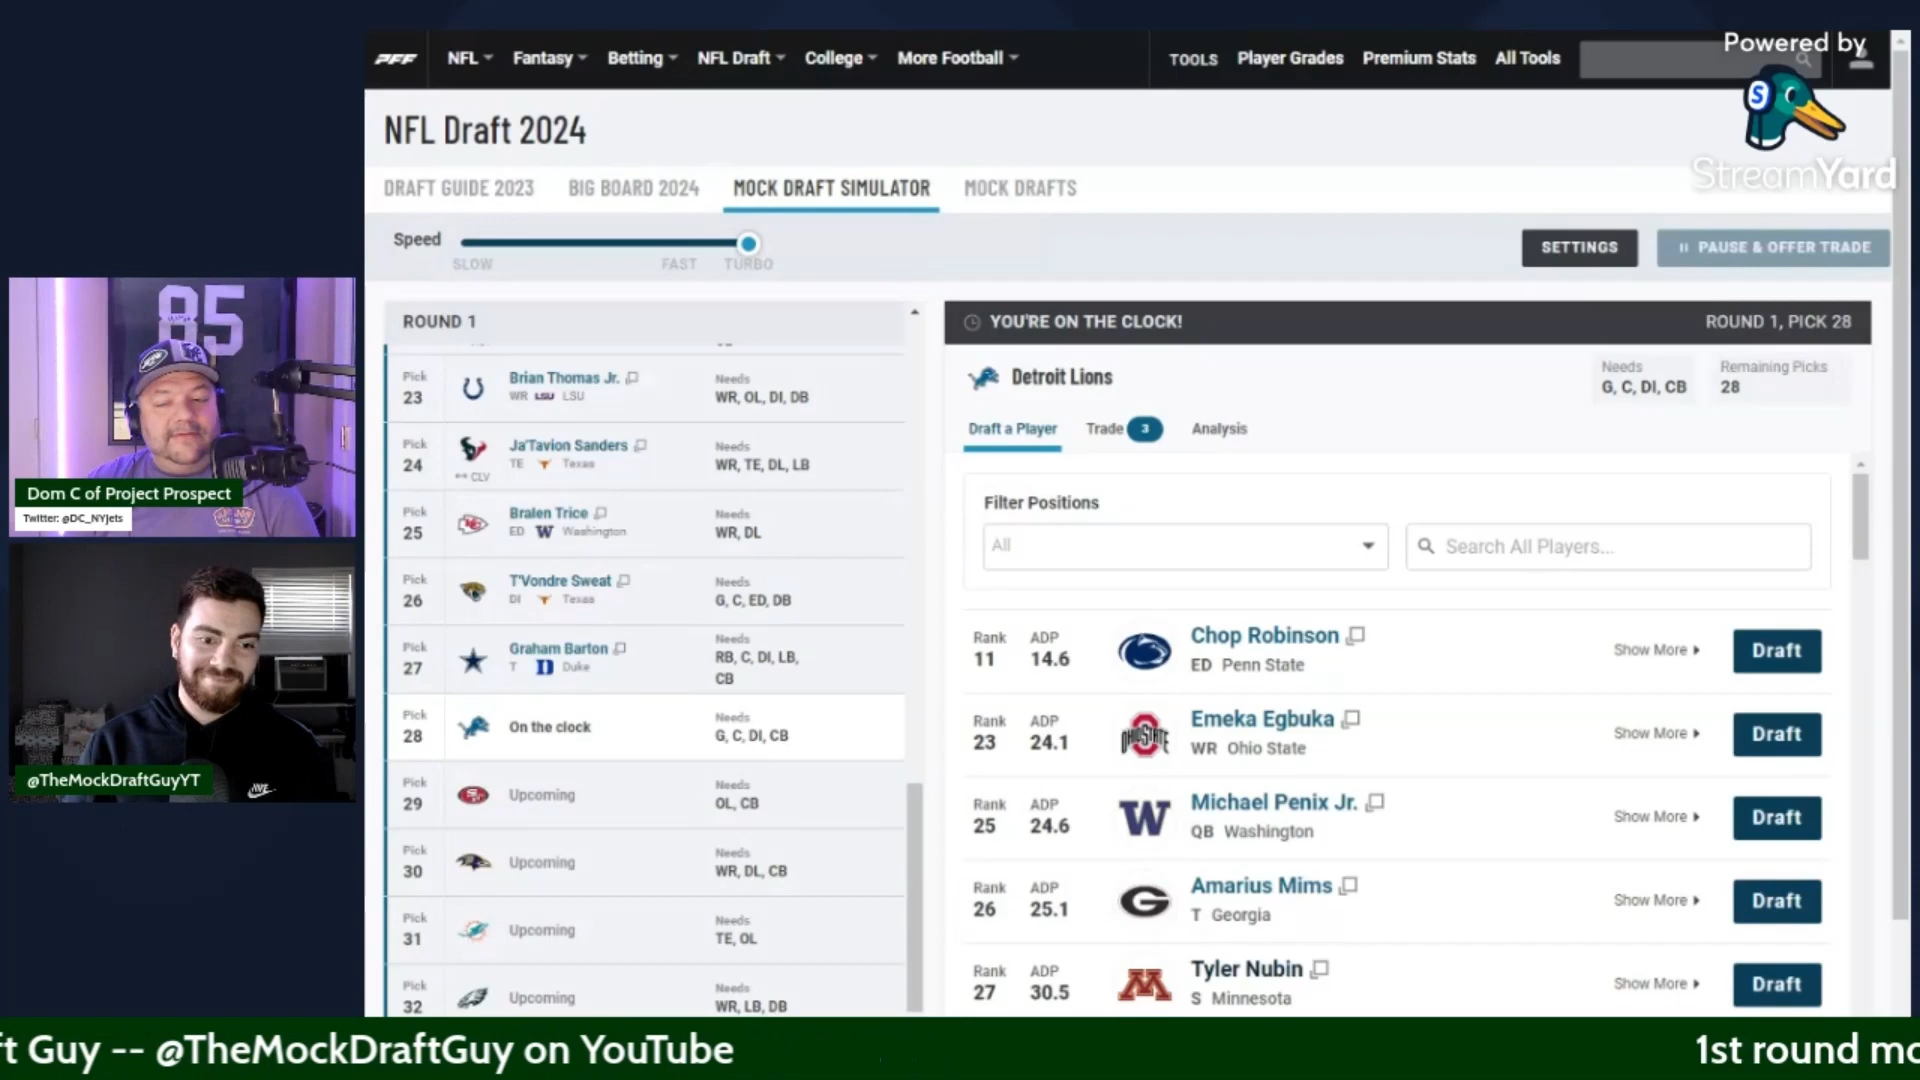 PFF
NFL
Fantasy
Betting
NFL Draft
College
More Football
TOOLS
Player Grades
Premium Stats
All Tools
Powered by
S
StreamYard
NFL Draft 2024
DRAFT GUIDE 2023
BIG BOARD 2024
MOCK DRAFT SIMULATOR
MOCK DRAFTS
Speed
SLOW
FAST
TURBO
SETTINGS
PAUSE & OFFER TRADE
85
Dom C of Project Prospect
Twitter: @DC_NYjets
@TheMockDraftGuyYT
ROUND 1
Pick 23
Brian Thomas Jr.
WR LSU LSU
Needs
WR, OL, DI, DB
Pick 24
CLV
Ja'Tavion Sanders
TE Texas
Needs
WR, TE, DL, LB
Pick 25
Bralen Trice
ED W Washington
Needs
WR, DL
Pick 26
T'Vondre Sweat
DI Texas
Needs
G, C, ED, DB
Pick 27
Graham Barton
T D Duke
Needs
RB, C, DI, LB,
CB
Pick 28
On the clock
Needs
G, C, DI, CB
Pick 29
Upcoming
Needs
OL, CB
Pick 30
Upcoming
Needs
WR, DL, CB
Pick 31
Upcoming
Needs
TE, OL
Pick 32
Upcoming
Needs
WR, LB, DB
YOU'RE ON THE CLOCK!
ROUND 1, PICK 28
Detroit Lions
Needs
G, C, DI, CB
Remaining Picks
28
Draft a Player
Trade 3
Analysis
Filter Positions
All
Search All Players...
Rank 11
ADP 14.6
Chop Robinson
ED Penn State
Show More
Draft
Rank 23
ADP 24.1
OHIO STATE
Emeka Egbuka
WR Ohio State
Show More
Draft
Rank 25
ADP 24.6
W
Michael Penix Jr.
QB Washington
Show More
Draft
Rank 26
ADP 25.1
G
Amarius Mims
T Georgia
Show More
Draft
Rank 27
ADP 30.5
M
Tyler Nubin
S Minnesota
Show More
Draft
ft Guy -- @TheMockDraftGuy on YouTube
1st round mo